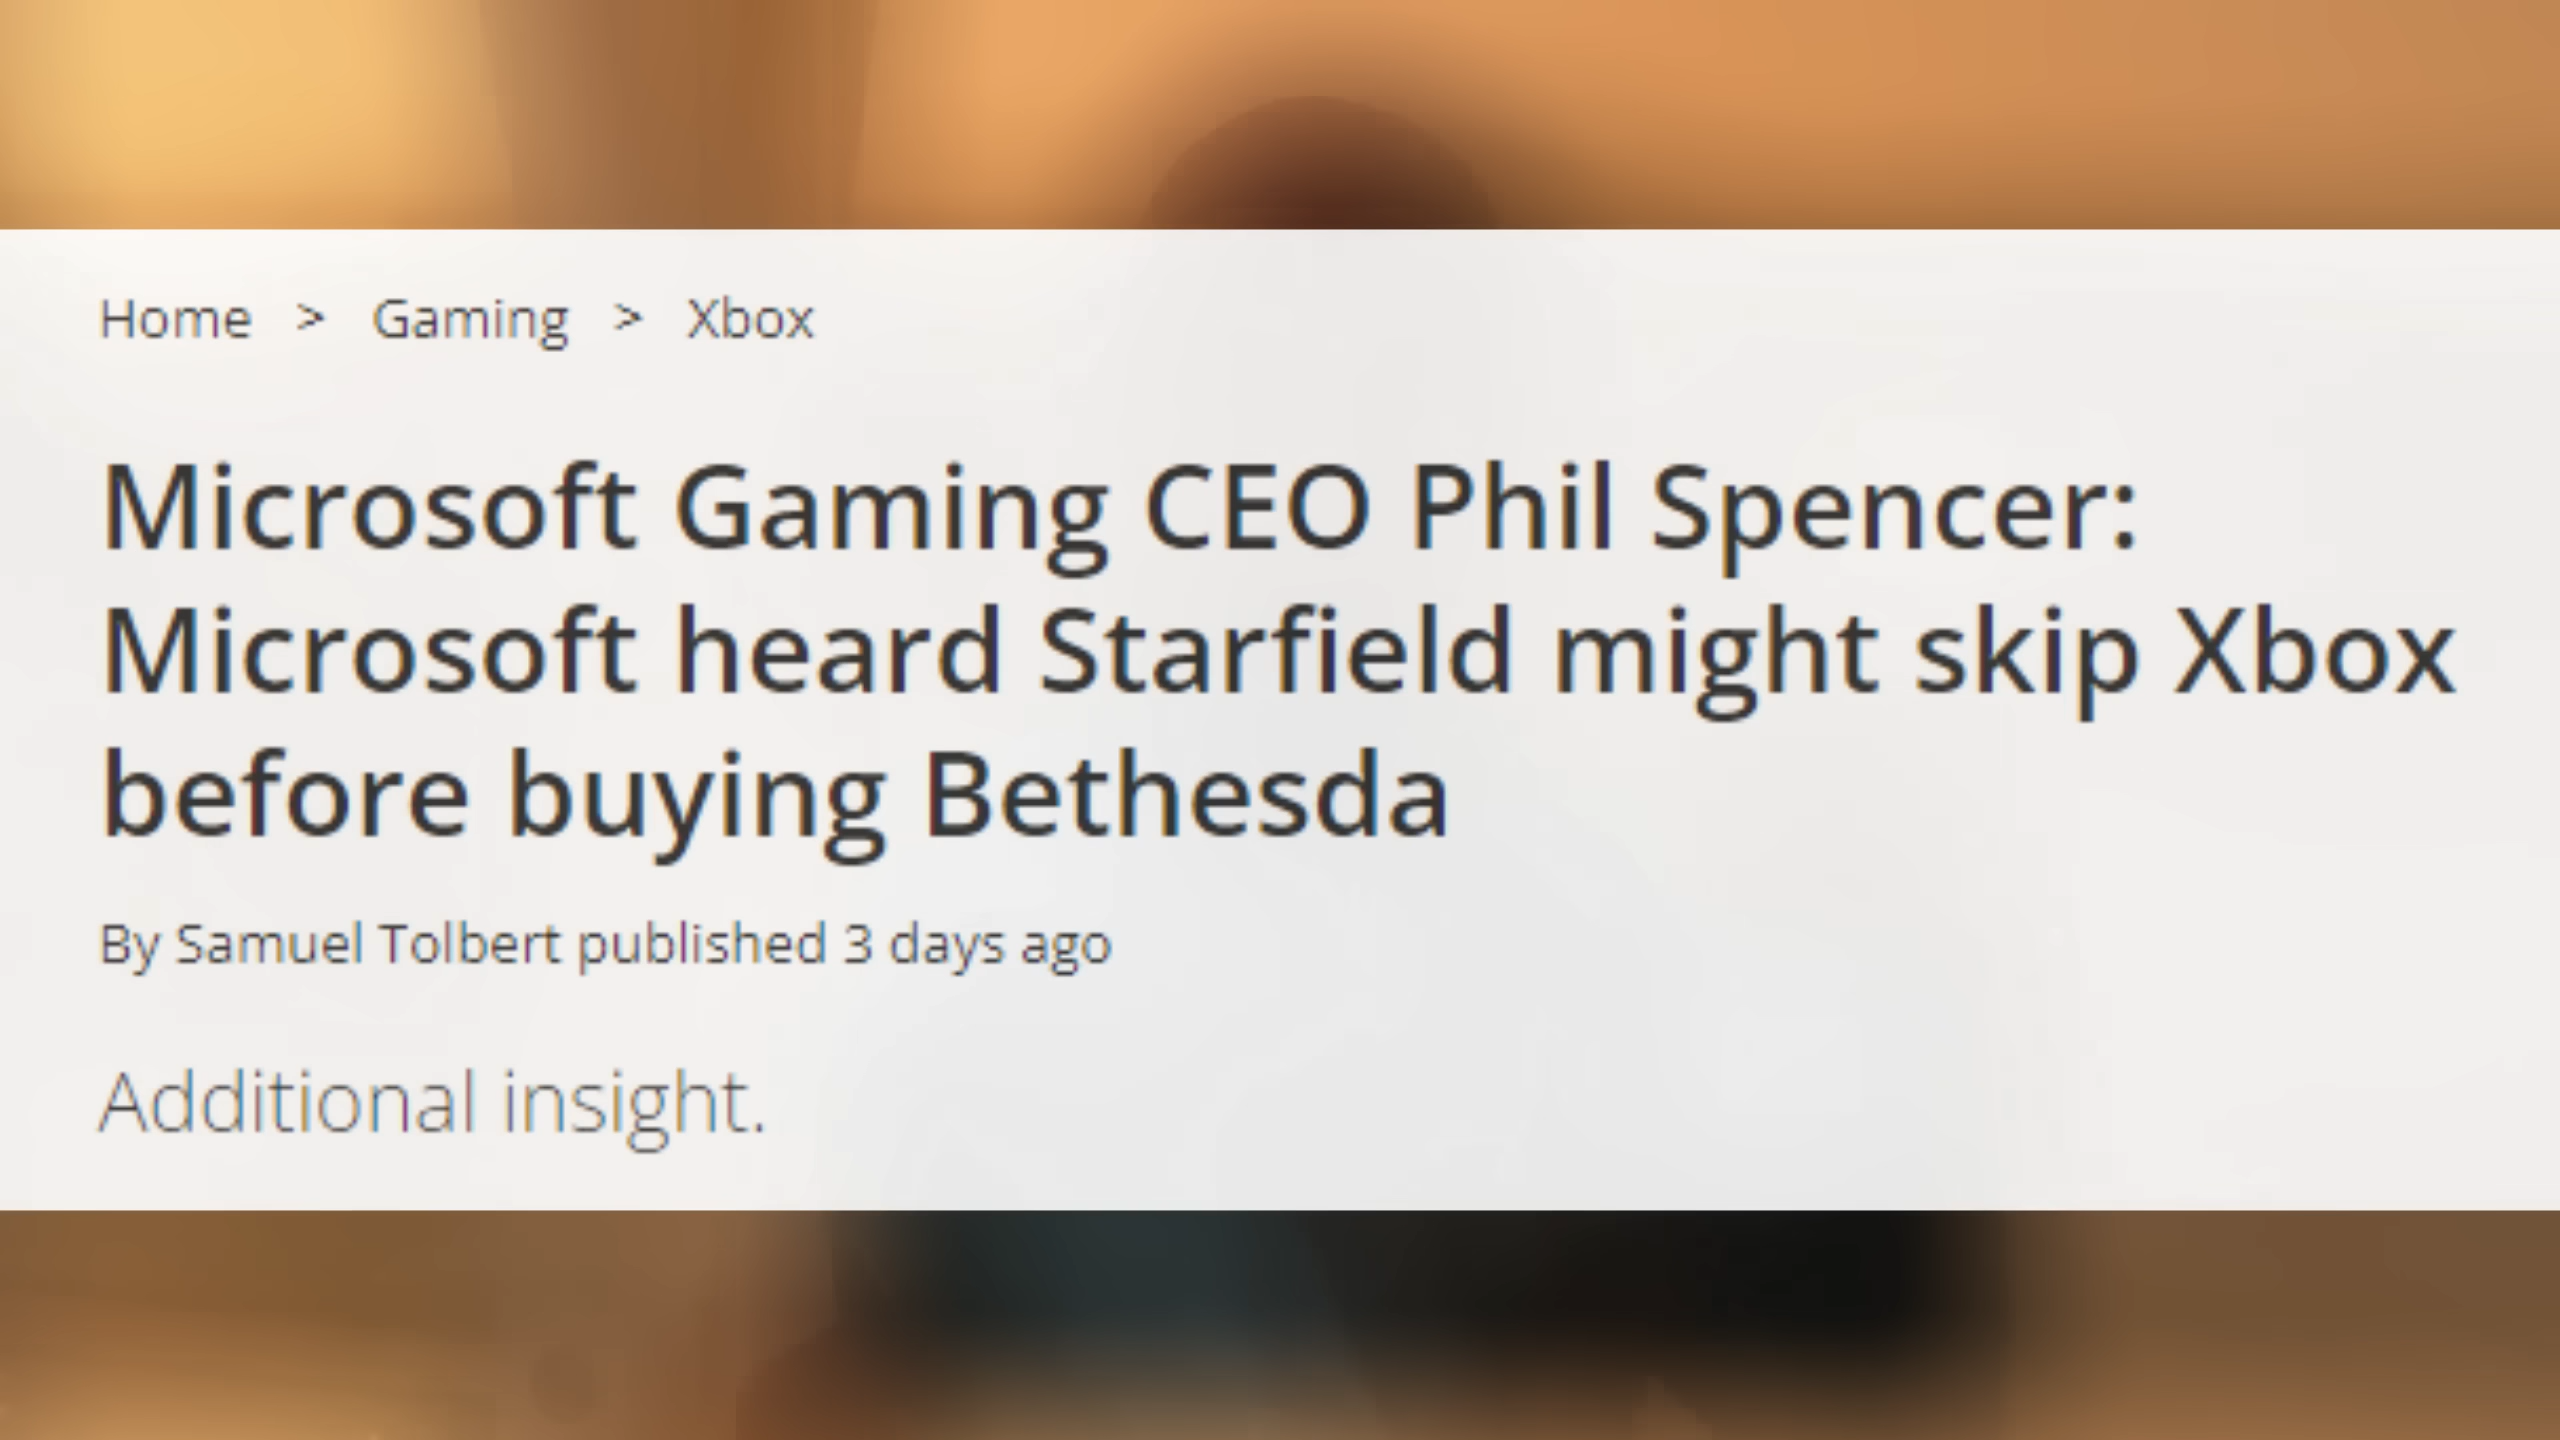 Home > Gaming > Xbox
Microsoft Gaming CEO Phil Spencer:
Microsoft heard Starfield might skip Xbox
before buying Bethesda
By Samuel Tolbert published 3 days ago
Additional insight.